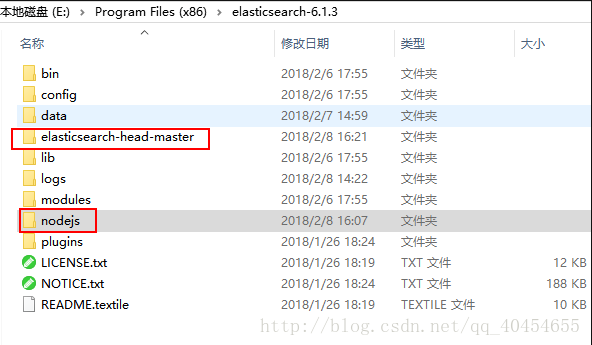 本地磁盘 (E:) › Program Files (x86) › elasticsearch-6.1.3
名称 修改日期 类型 大小
bin 2018/2/6 17:55 文件夹
config 2018/2/6 17:55 文件夹
data 2018/2/7 14:59 文件夹
elasticsearch-head-master 2018/2/8 16:21 文件夹
lib 2018/2/6 17:55 文件夹
logs 2018/2/8 14:22 文件夹
modules 2018/2/6 17:55 文件夹
nodejs 2018/2/8 16:07 文件夹
plugins 2018/1/26 18:24 文件夹
LICENSE.txt 2018/1/26 18:19 TXT 文件 12 KB
NOTICE.txt 2018/1/26 18:24 TXT 文件 188 KB
README.textile 2018/1/26 18:19 TEXTILE 文件 10 KB
http://blog.csdn.net/qq_40454655